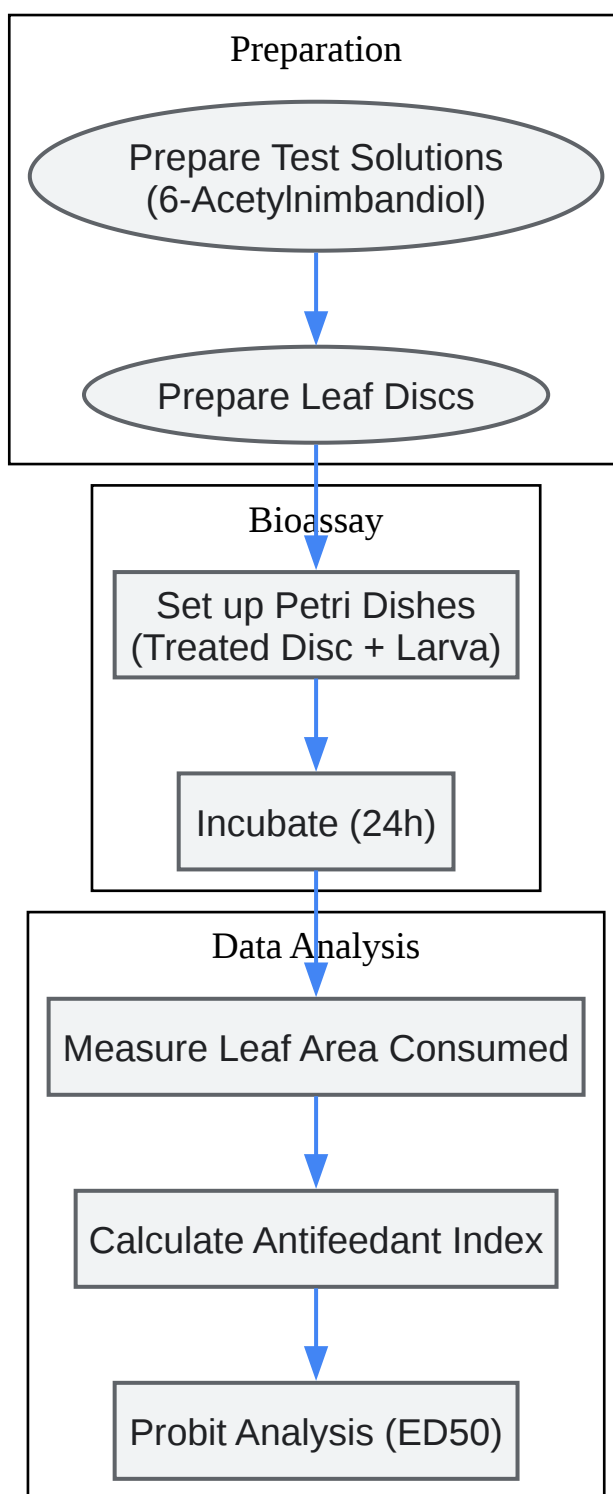 Preparation
Prepare Test Solutions
(6-Acetylnimbandiol)
Prepare Leaf Discs
Bioassay
Set up Petri Dishes
(Treated Disc + Larva)
Incubate (24h)
Data Analysis
Measure Leaf Area Consumed
Calculate Antifeedant Index
Probit Analysis (ED50)